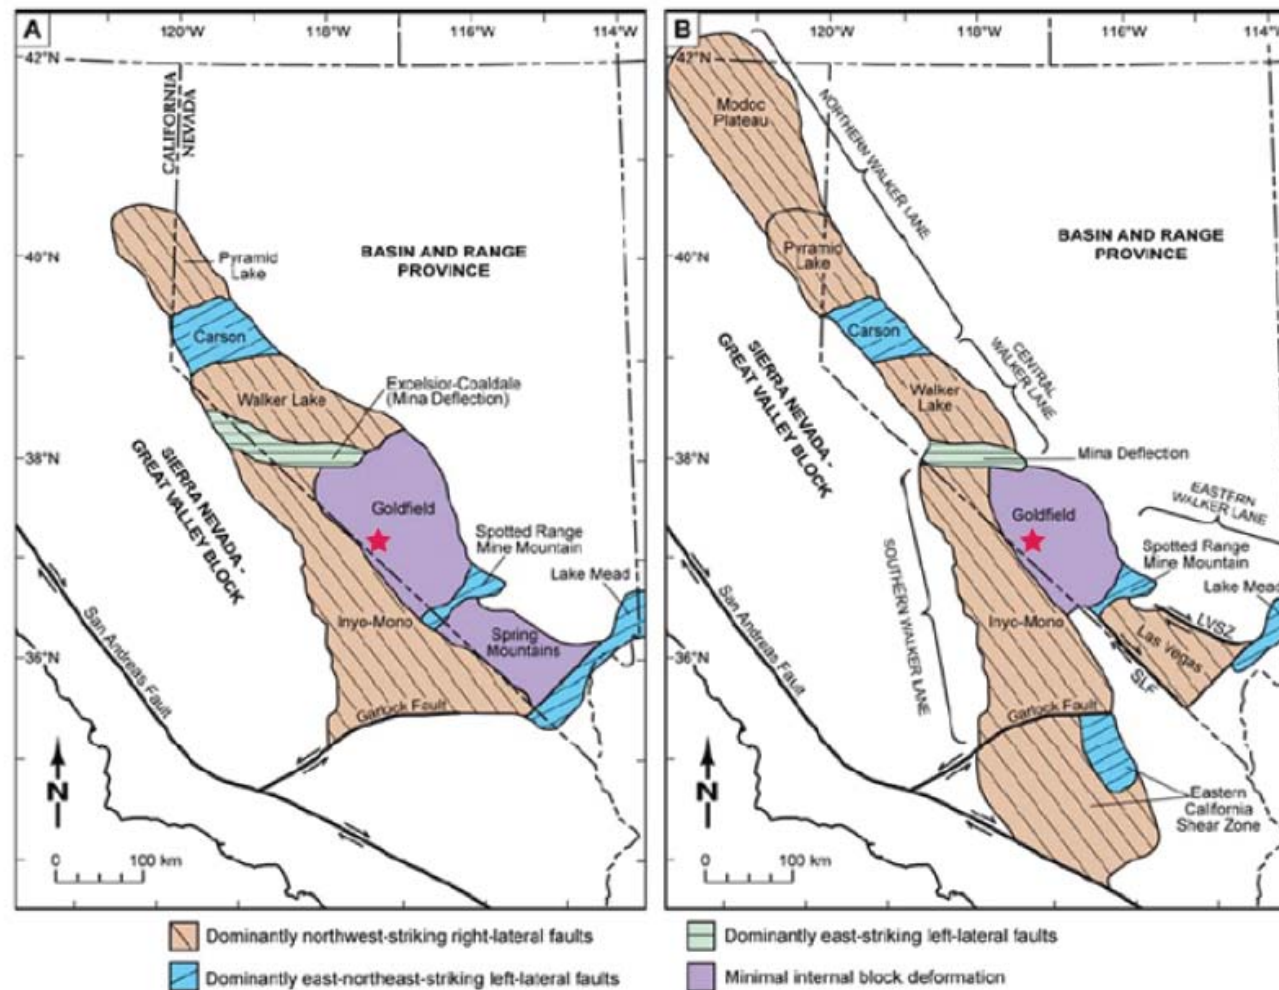 A
120°W
118°W
116°W
114°W
42°N
CALIFORNIA
NEVADA
40°N
Pyramid
Lake
BASIN AND RANGE
PROVINCE
Carson
Excelsior-Coaldale
(Mina Deflection)
Walker Lake
38°N
SIERRA NEVADA -
GREAT VALLEY BLOCK
Goldfield
Spotted Range
Mine Mountain
Lake Mead
Inyo-Mono
Spring
Mountains
36°N
San Andreas Fault
Garlock Fault
N
0 100 km
B
120°W
118°W
116°W
114°W
42°N
Modoc
Plateau
NORTHERN WALKER LANE
40°N
Pyramid
Lake
BASIN AND RANGE
PROVINCE
Carson
CENTRAL
WALKER LANE
SIERRA NEVADA -
GREAT VALLEY BLOCK
Walker
Lake
38°N
Mina Deflection
EASTERN
WALKER LANE
Goldfield
Spotted Range
Mine Mountain
SOUTHERN WALKER LANE
Lake Mead
Inyo-Mono
LVSZ
Las Vegas
SLF
36°N
San Andreas Fault
Garlock Fault
Eastern
California
Shear Zone
N
0 100 km
Dominantly northwest-striking right-lateral faults
Dominantly east-striking left-lateral faults
Dominantly east-northeast-striking left-lateral faults
Minimal internal block deformation